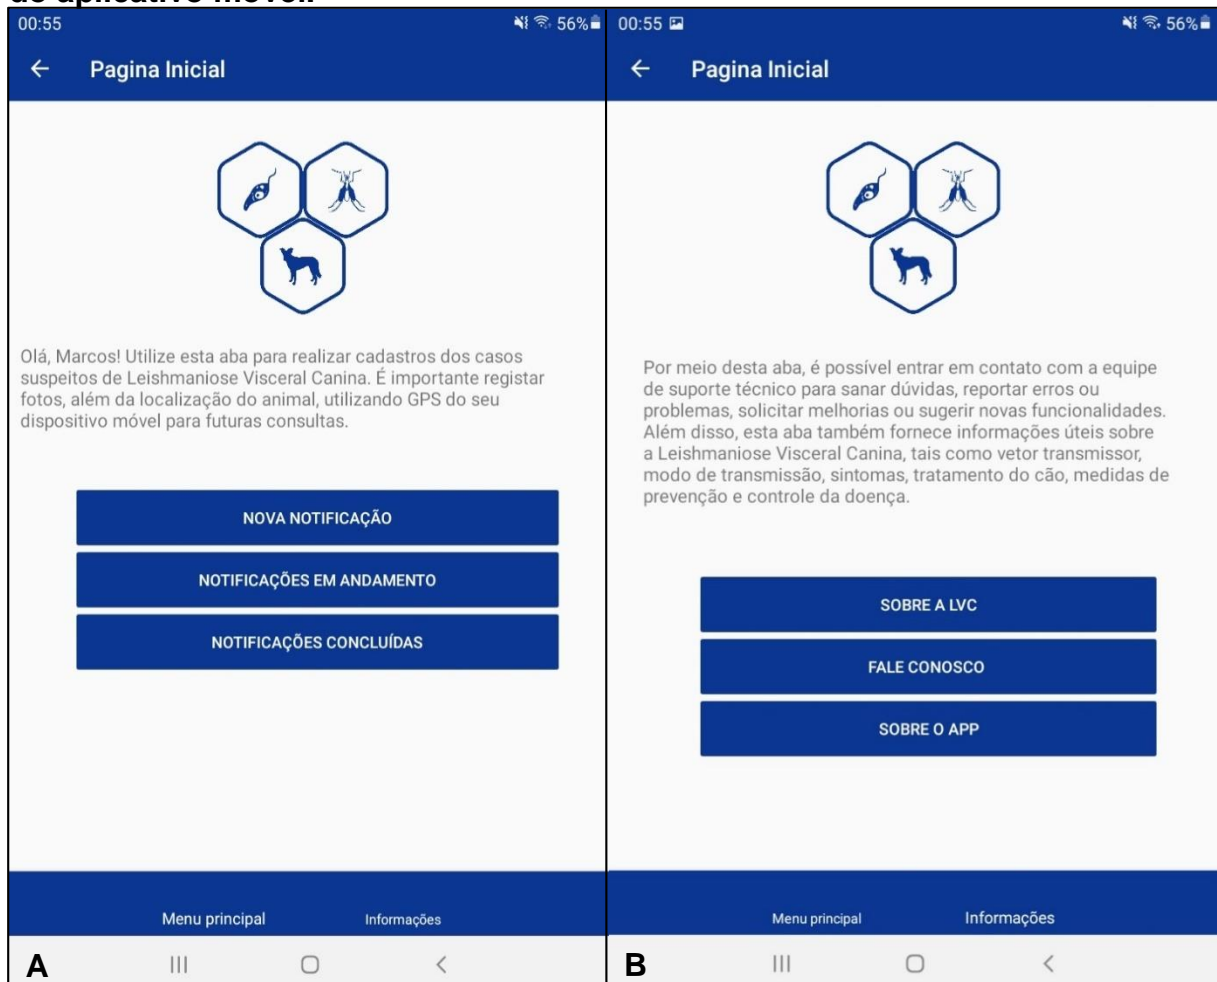 do aplicativo móvel.
00:55 56%
Pagina Inicial
Olá, Marcos! Utilize esta aba para realizar cadastros dos casos
suspeitos de Leishmaniose Visceral Canina. É importante registar
fotos, além da localização do animal, utilizando GPS do seu
dispositivo móvel para futuras consultas.
NOVA NOTIFICAÇÃO
NOTIFICAÇÕES EM ANDAMENTO
NOTIFICAÇÕES CONCLUÍDAS
Menu principal Informações
A
00:55 56%
Pagina Inicial
Por meio desta aba, é possível entrar em contato com a equipe
de suporte técnico para sanar dúvidas, reportar erros ou
problemas, solicitar melhorias ou sugerir novas funcionalidades.
Além disso, esta aba também fornece informações úteis sobre
a Leishmaniose Visceral Canina, tais como vetor transmissor,
modo de transmissão, sintomas, tratamento do cão, medidas de
prevenção e controle da doença.
SOBRE A LVC
FALE CONOSCO
SOBRE O APP
Menu principal Informações
B